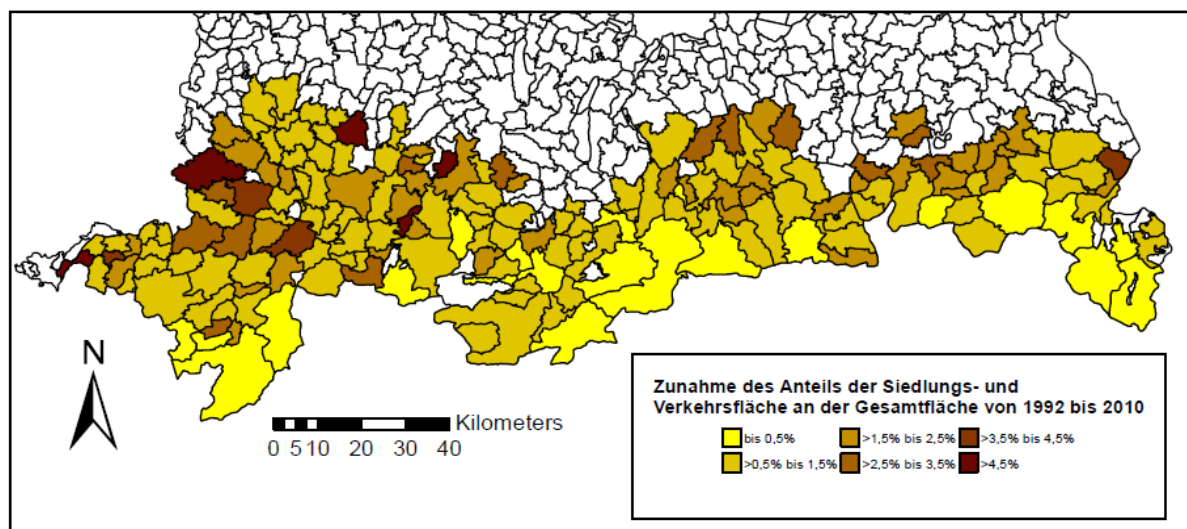 N
Kilometers
0 5 10 20 30 40
Zunahme des Anteils der Siedlungs- und
Verkehrsfläche an der Gesamtfläche von 1992 bis 2010
bis 0,5% >1,5% bis 2,5% >3,5% bis 4,5%
>0,5% bis 1,5% >2,5% bis 3,5% >4,5%